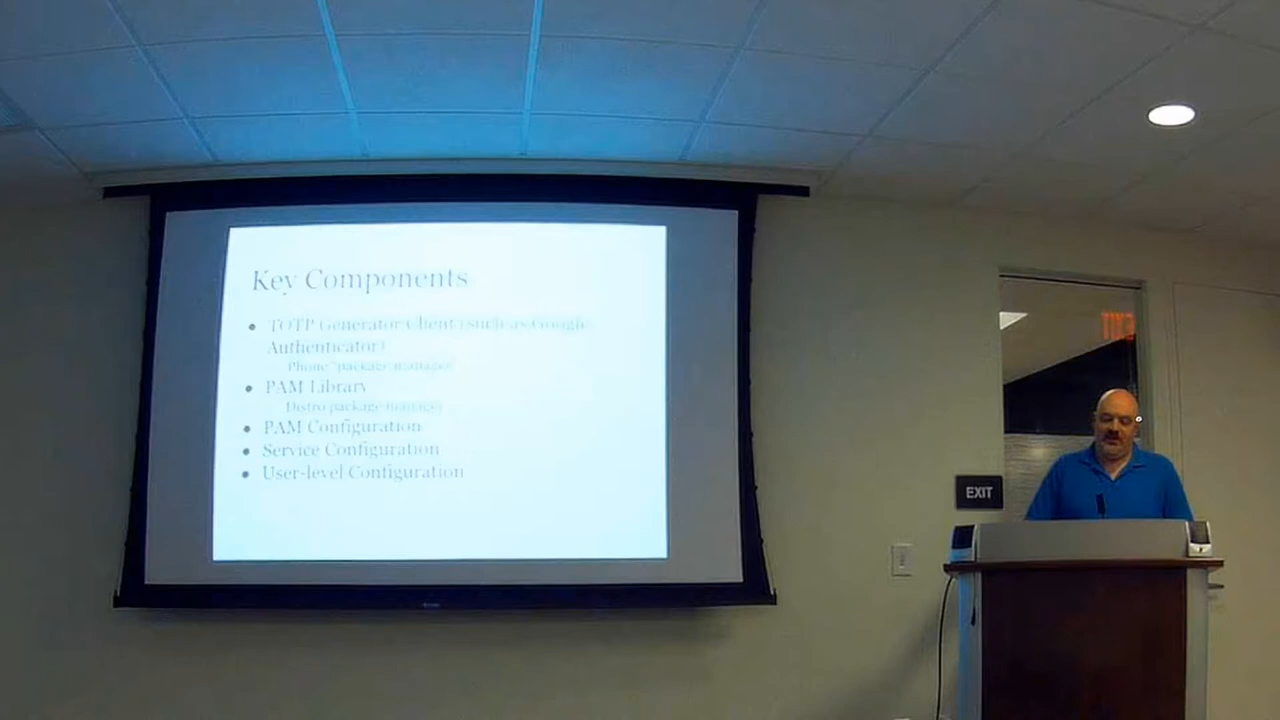 Key Components
• TOTP Generator Client (such as Google
Authenticator)
Phone "package manager"
• PAM Library
Distro package manager
• PAM Configuration
• Service Configuration
• User-level Configuration
EXIT